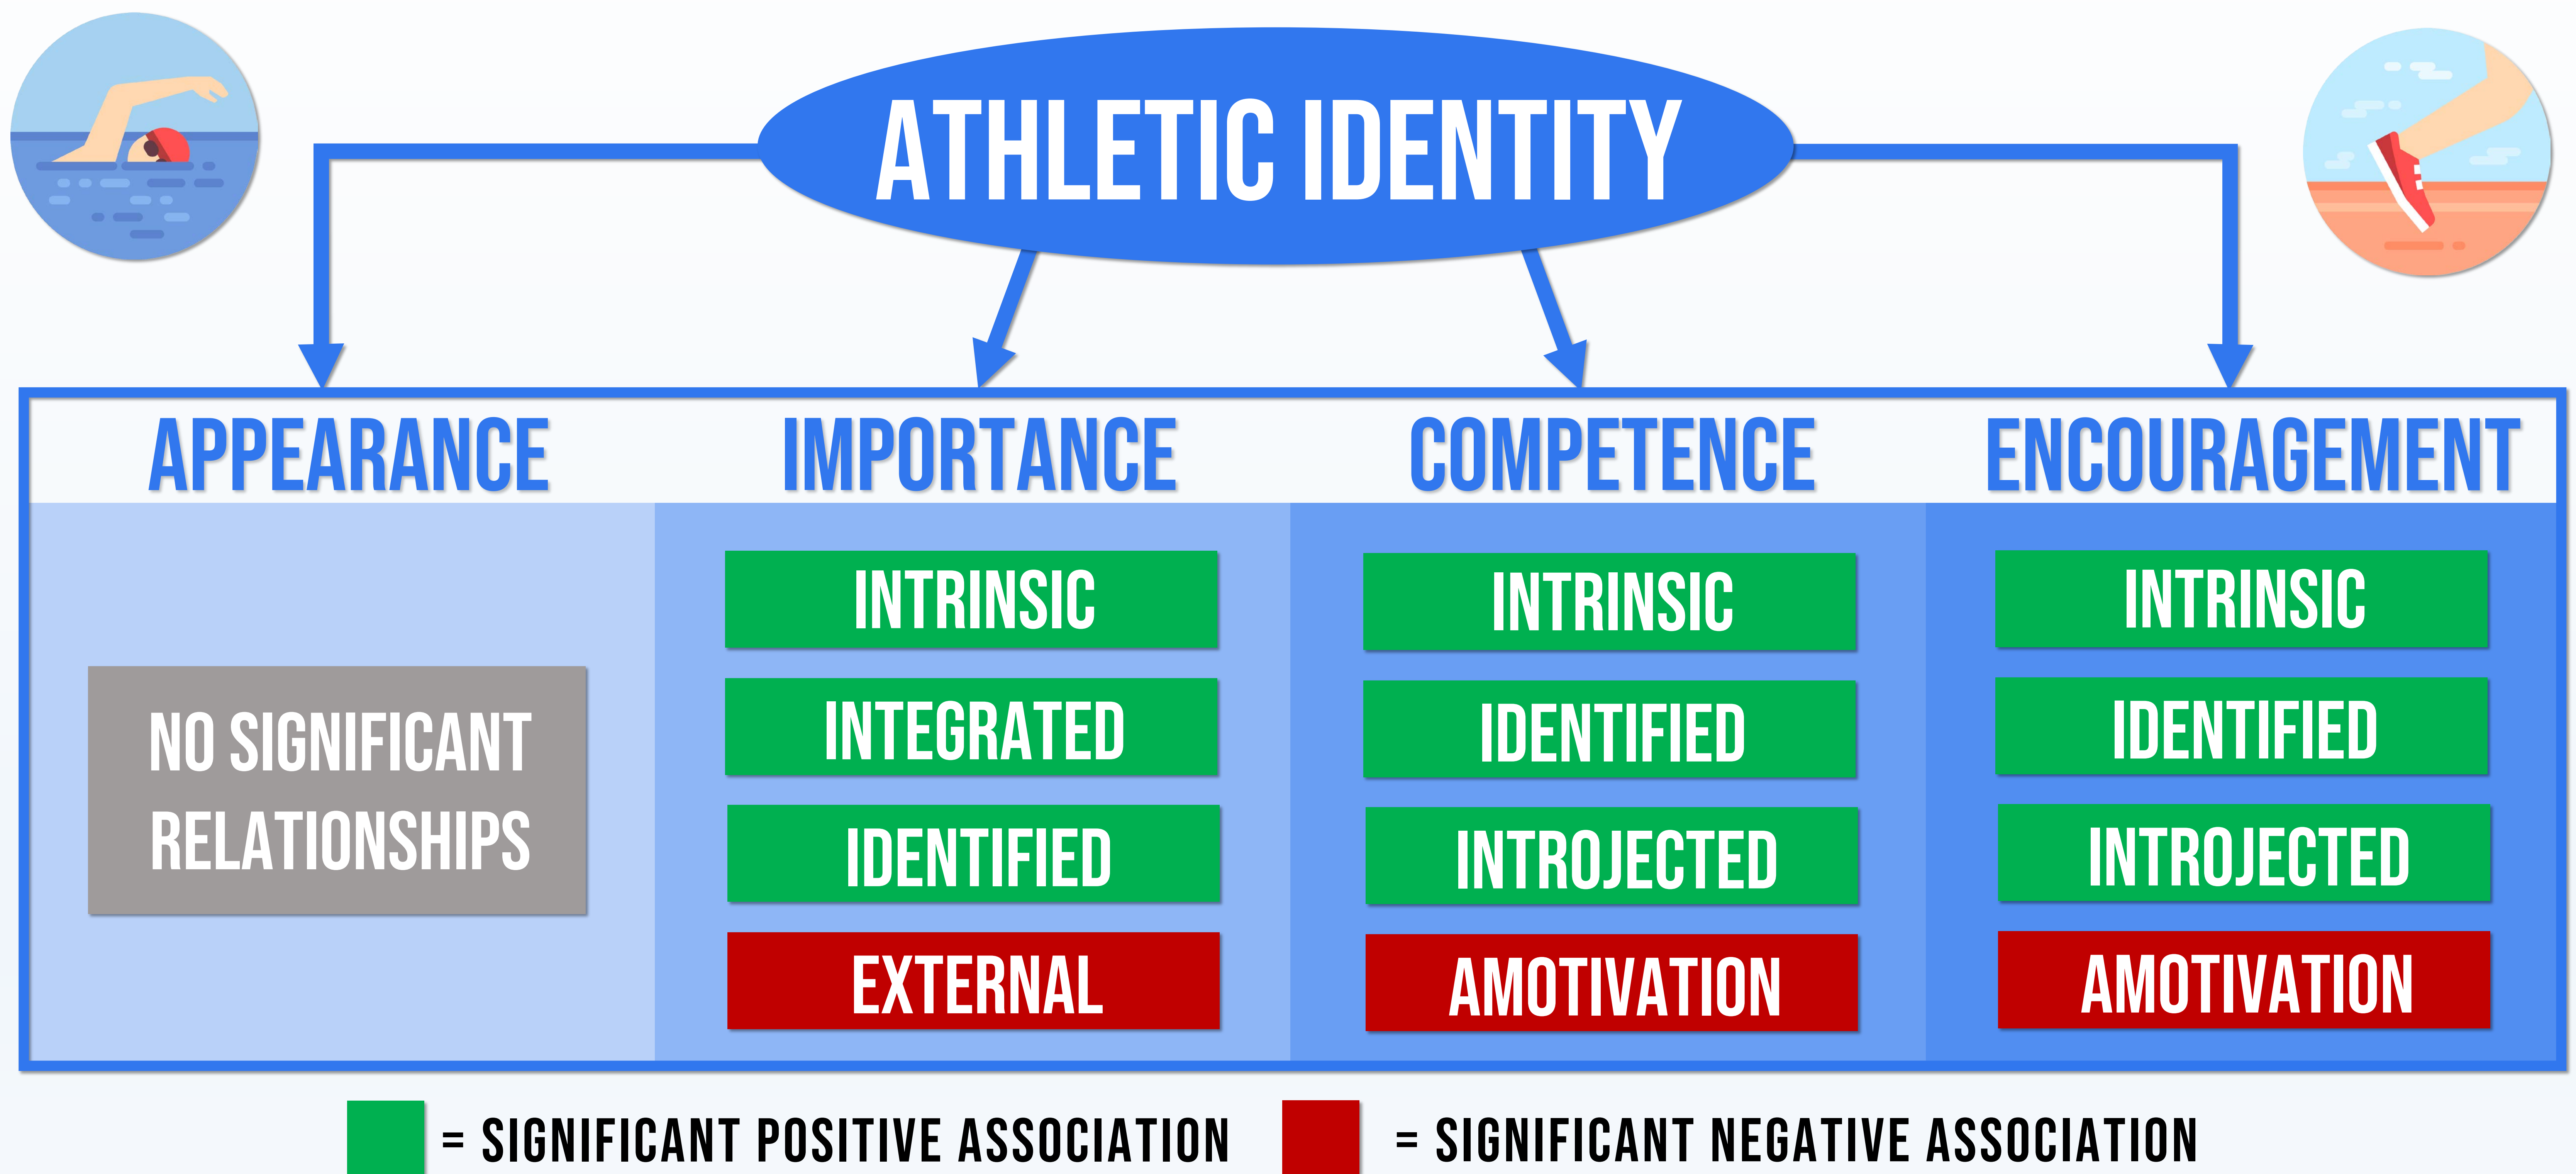 ATHLETIC IDENTITY
APPEARANCE
NO SIGNIFICANT
RELATIONSHIPS
IMPORTANCE
INTRINSIC
INTEGRATED
IDENTIFIED
EXTERNAL
COMPETENCE
INTRINSIC
IDENTIFIED
INTROJECTED
AMOTIVATION
ENCOURAGEMENT
INTRINSIC
IDENTIFIED
INTROJECTED
AMOTIVATION
= SIGNIFICANT POSITIVE ASSOCIATION
= SIGNIFICANT NEGATIVE ASSOCIATION